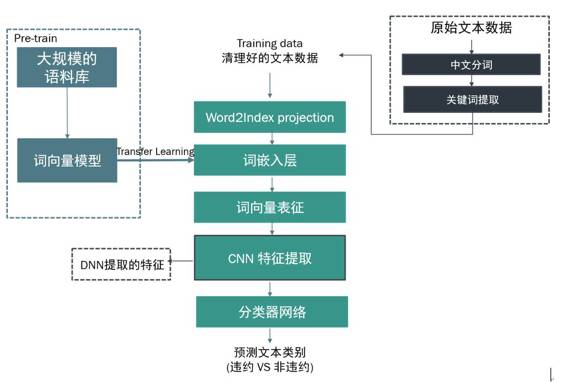 Pre-train
大规模的
语料库
词向量模型
Transfer Learning
Training data
清理好的文本数据
原始文本数据
中文分词
关键词提取
Word2Index projection
词嵌入层
词向量表征
CNN 特征提取
DNN提取的特征
分类器网络
预测文本类别
(违约 VS 非违约)